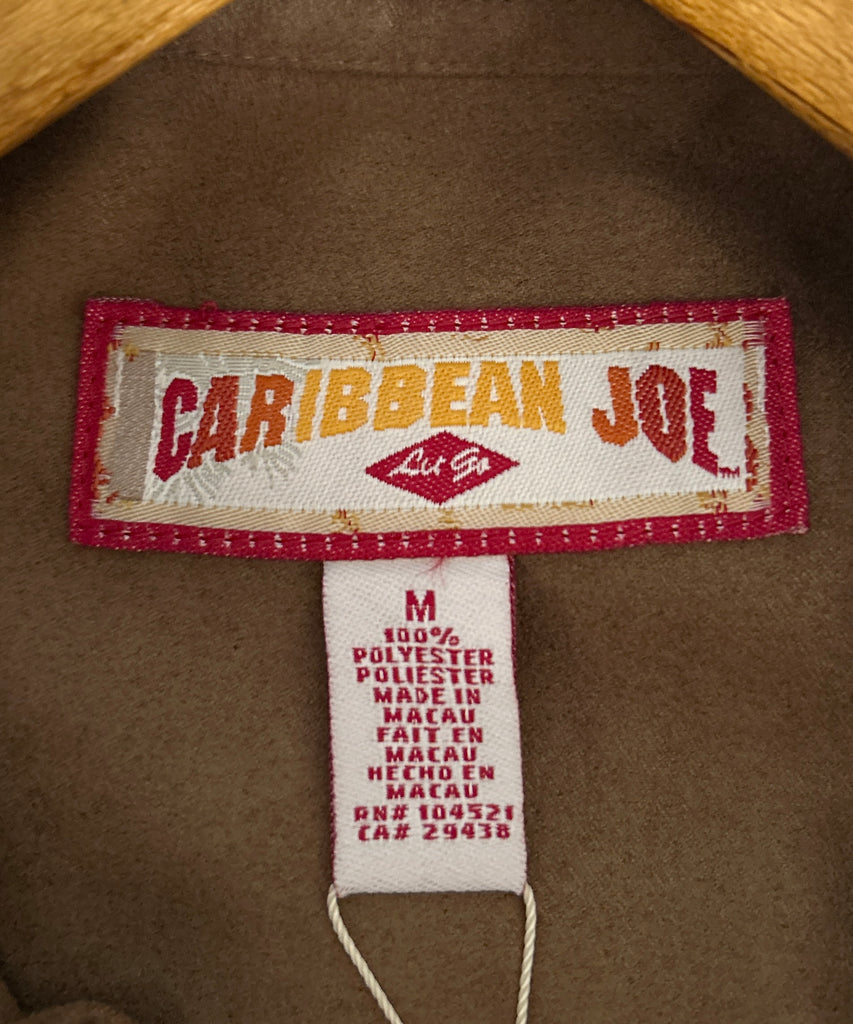 CARIBBEAN JOE™
Let Go
M
100%
POLYESTER
POLIESTER
MADE IN
MACAU
FAIT EN
MACAU
HECHO EN
MACAU
RN# 104521
CA# 29438